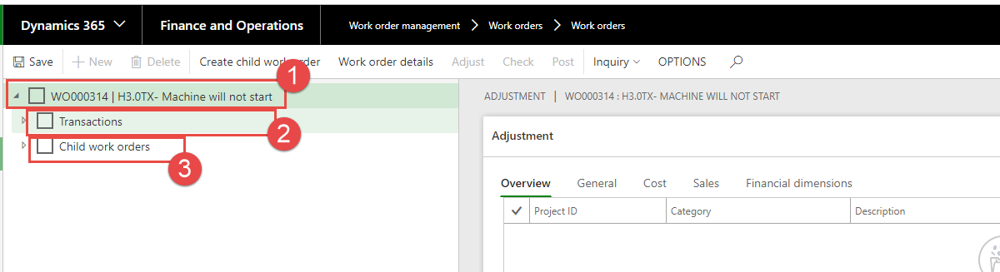 Dynamics 365 Finance and Operations Work order management Work orders Work orders
Save New Delete Create child work order Work order details Adjust Check Post Inquiry OPTIONS
1
WO000314 | H3.0TX- Machine will not start
ADJUSTMENT | WO000314 : H3.0TX- MACHINE WILL NOT START
Transactions
2
Adjustment
Child work orders
3
Overview General Cost Sales Financial dimensions
Project ID Category Description